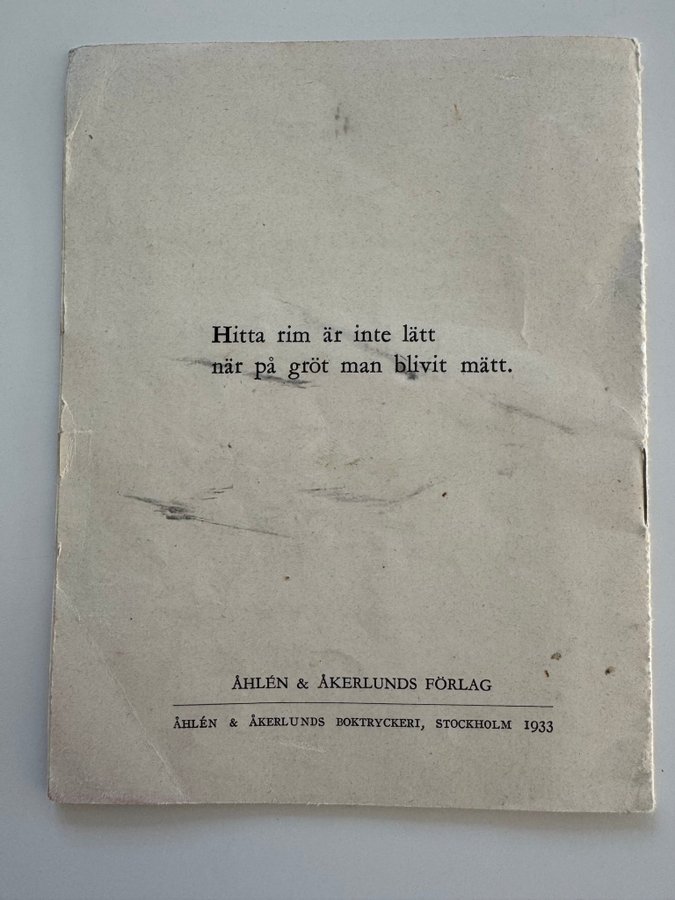 Hitta rim är inte lätt
när på gröt man blivit mätt.
ÅHLÉN & ÅKERLUNDS FÖRLAG
ÅHLÉN & ÅKERLUNDS BOKTRYCKERI, STOCKHOLM 1933